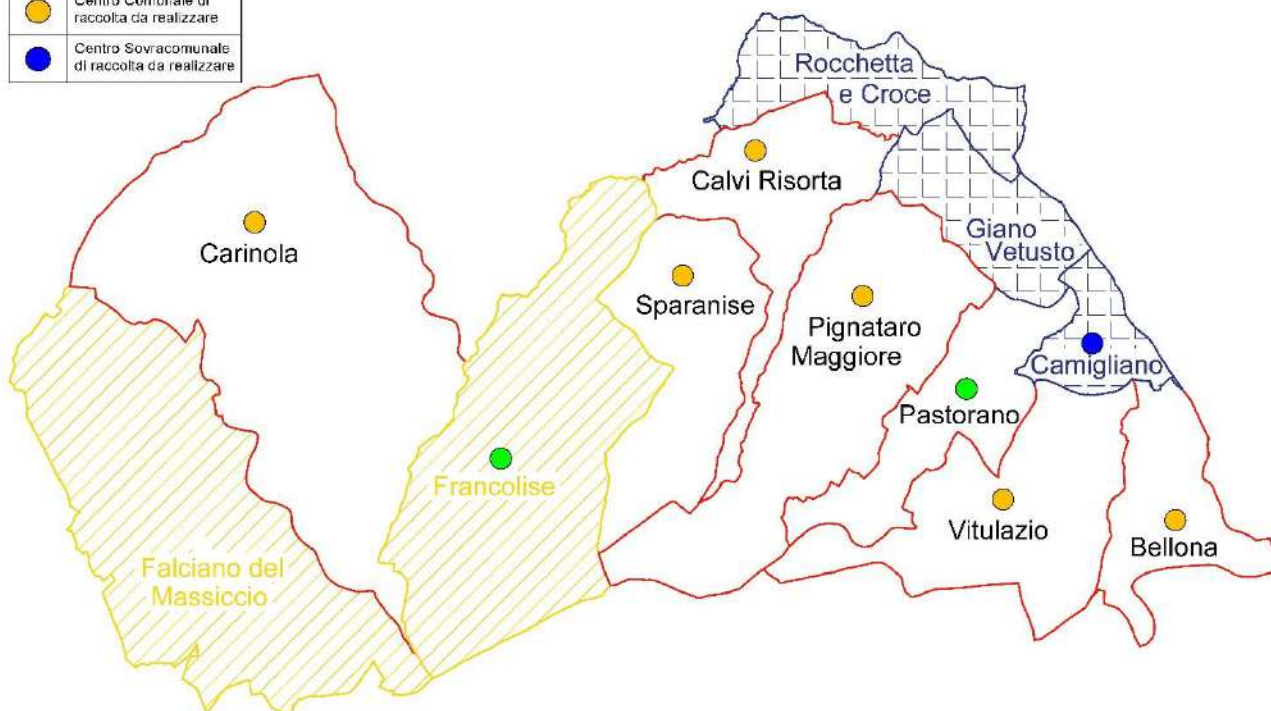 Centro Comunale di
raccolta da realizzare
Centro Sovracomunale
di raccolta da realizzare
Rocchetta
e Croce
Calvi Risorta
Carinola
Giano
Vetusto
Sparanise
Pignataro
Maggiore
Camigliano
Pastorano
Francolise
Vitulazio
Bellona
Falciano del
Massiccio